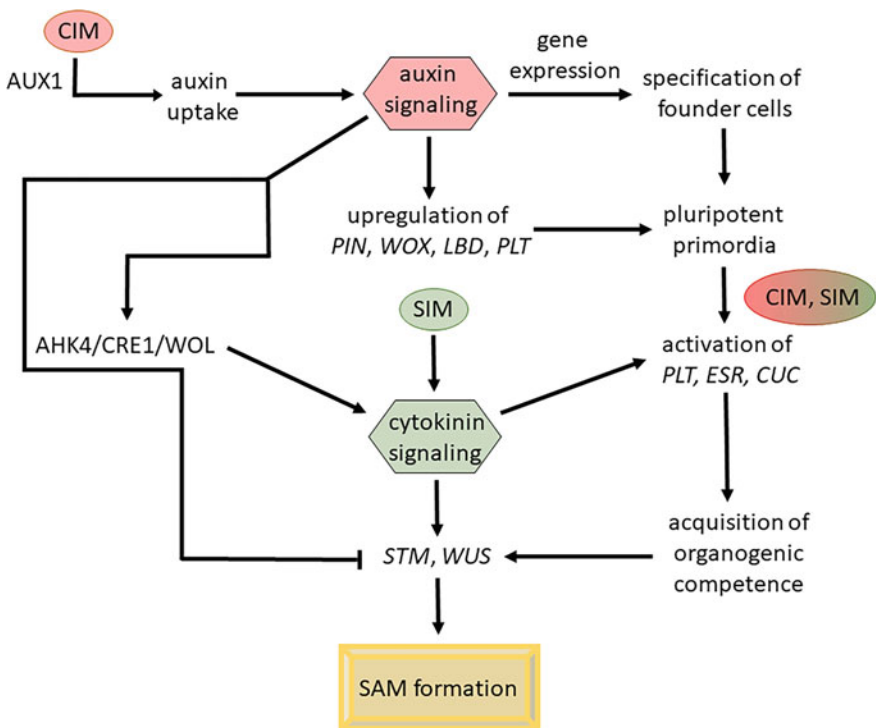 CIM
AUX1
auxin
uptake
auxin
signaling
gene
expression
specification of
founder cells
upregulation of
PIN, WOX, LBD, PLT
pluripotent
primordia
CIM, SIM
SIM
AHK4/CRE1/WOL
activation of
PLT, ESR, CUC
cytokinin
signaling
acquisition of
organogenic
competence
STM, WUS
SAM formation